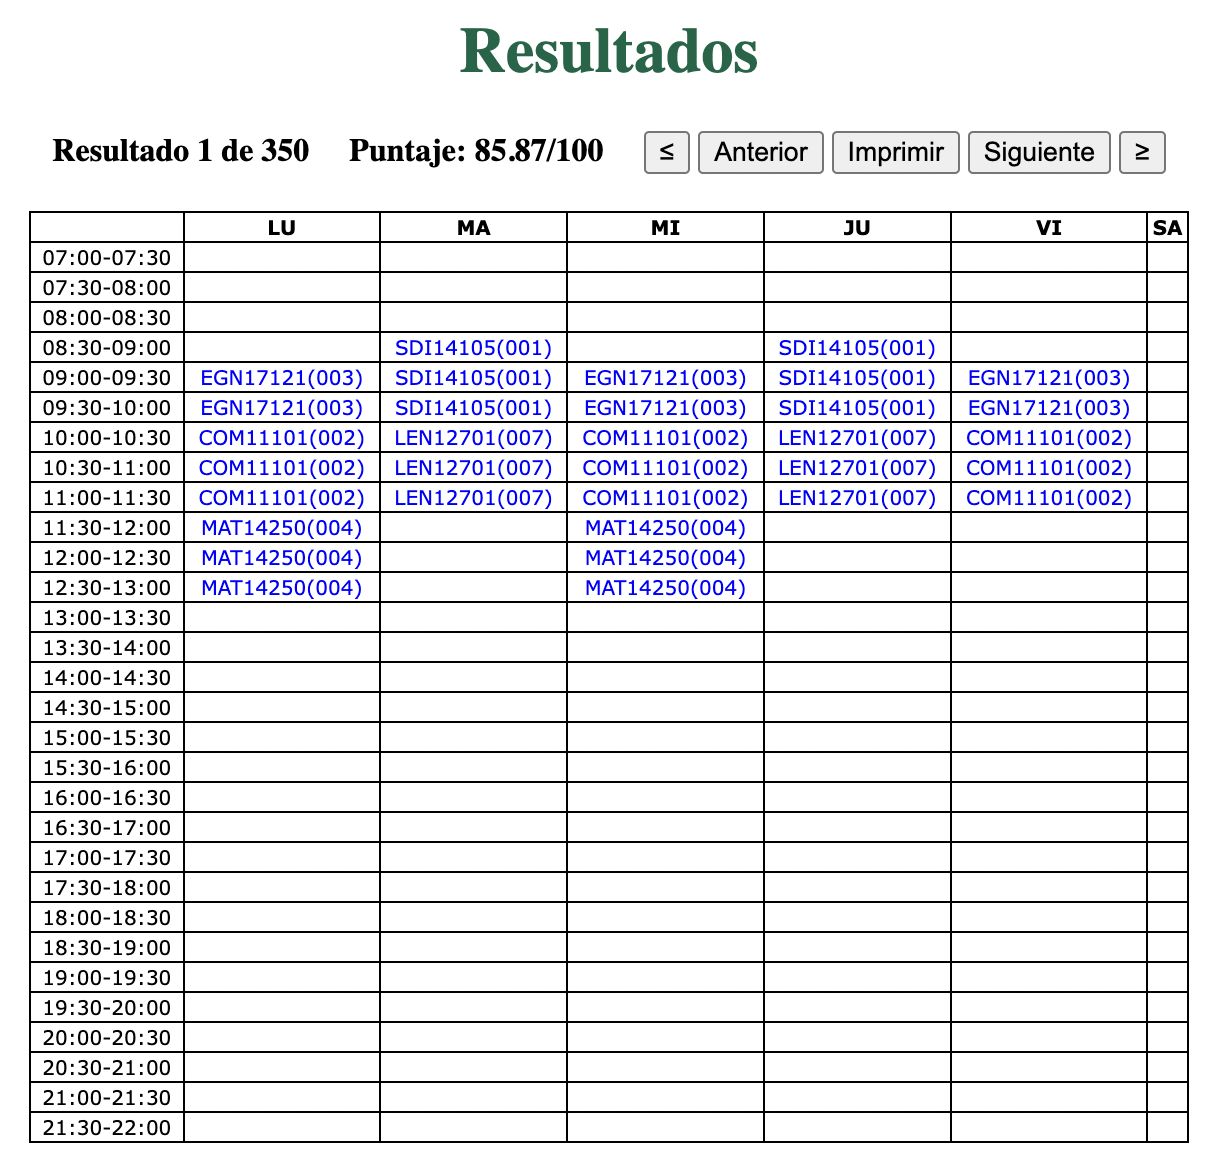 Resultados
Resultado 1 de 350 Puntaje: 85.87/100 ≤ Anterior Imprimir Siguiente ≥
LU MA MI JU VI SA
07:00-07:30
07:30-08:00
08:00-08:30
08:30-09:00 SDI14105(001) SDI14105(001)
09:00-09:30 EGN17121(003) SDI14105(001) EGN17121(003) SDI14105(001) EGN17121(003)
09:30-10:00 EGN17121(003) SDI14105(001) EGN17121(003) SDI14105(001) EGN17121(003)
10:00-10:30 COM11101(002) LEN12701(007) COM11101(002) LEN12701(007) COM11101(002)
10:30-11:00 COM11101(002) LEN12701(007) COM11101(002) LEN12701(007) COM11101(002)
11:00-11:30 COM11101(002) LEN12701(007) COM11101(002) LEN12701(007) COM11101(002)
11:30-12:00 MAT14250(004) MAT14250(004)
12:00-12:30 MAT14250(004) MAT14250(004)
12:30-13:00 MAT14250(004) MAT14250(004)
13:00-13:30
13:30-14:00
14:00-14:30
14:30-15:00
15:00-15:30
15:30-16:00
16:00-16:30
16:30-17:00
17:00-17:30
17:30-18:00
18:00-18:30
18:30-19:00
19:00-19:30
19:30-20:00
20:00-20:30
20:30-21:00
21:00-21:30
21:30-22:00